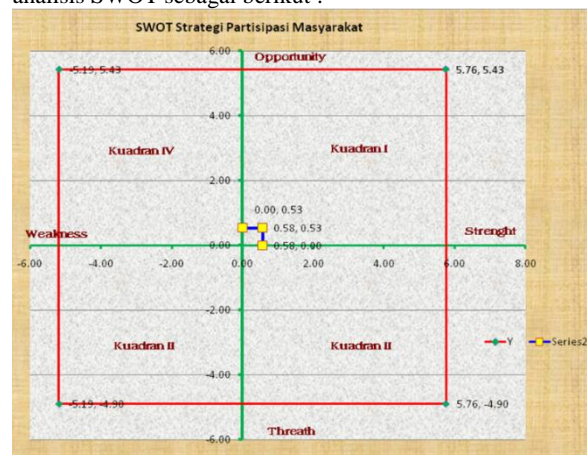 analisis SWOT sebagai berikut :
SWOT Strategi Partisipasi Masyarakat
6.00
Opportunity
-5.19, 5.43
5.76, 5.43
4.00
Kuadran IV
Kuadran I
2.00
0.00, 0.53
0.58, 0.53
Weakness
Strenght
0.00
0.58, 0.00
-6.00
-4.00
-2.00
0.00
2.00
4.00
6.00
8.00
-2.00
Kuadran II
Kuadran II
Y
Series2
-4.00
-5.19, -4.90
5.76, -4.90
Threath
-6.00